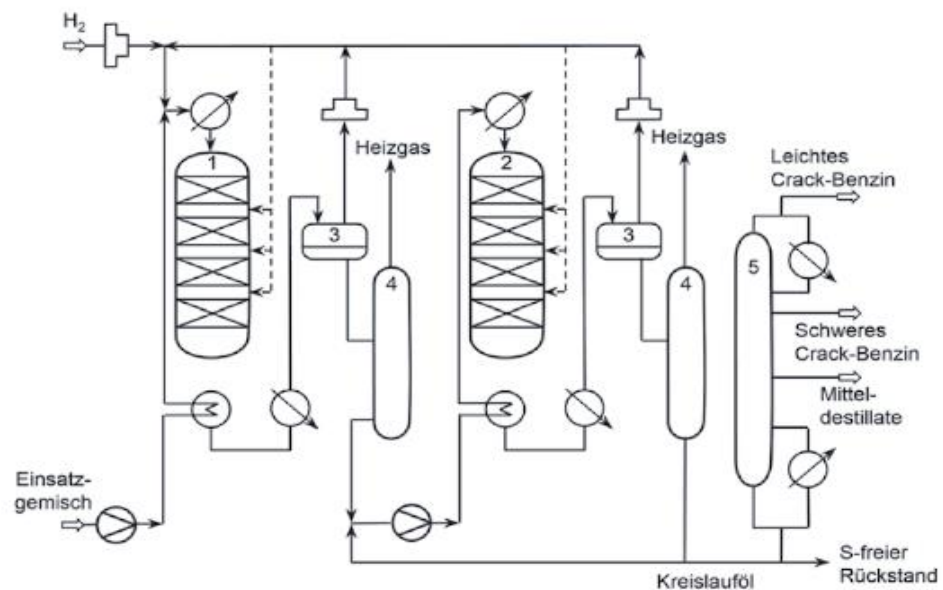 H₂
1
2
Heizgas
Heizgas
Leichtes
Crack-Benzin
3
3
4
4
5
Schweres
Crack-Benzin
Mittel-
destillate
Einsatz-
gemisch
Kreislauföl
S-freier
Rückstand